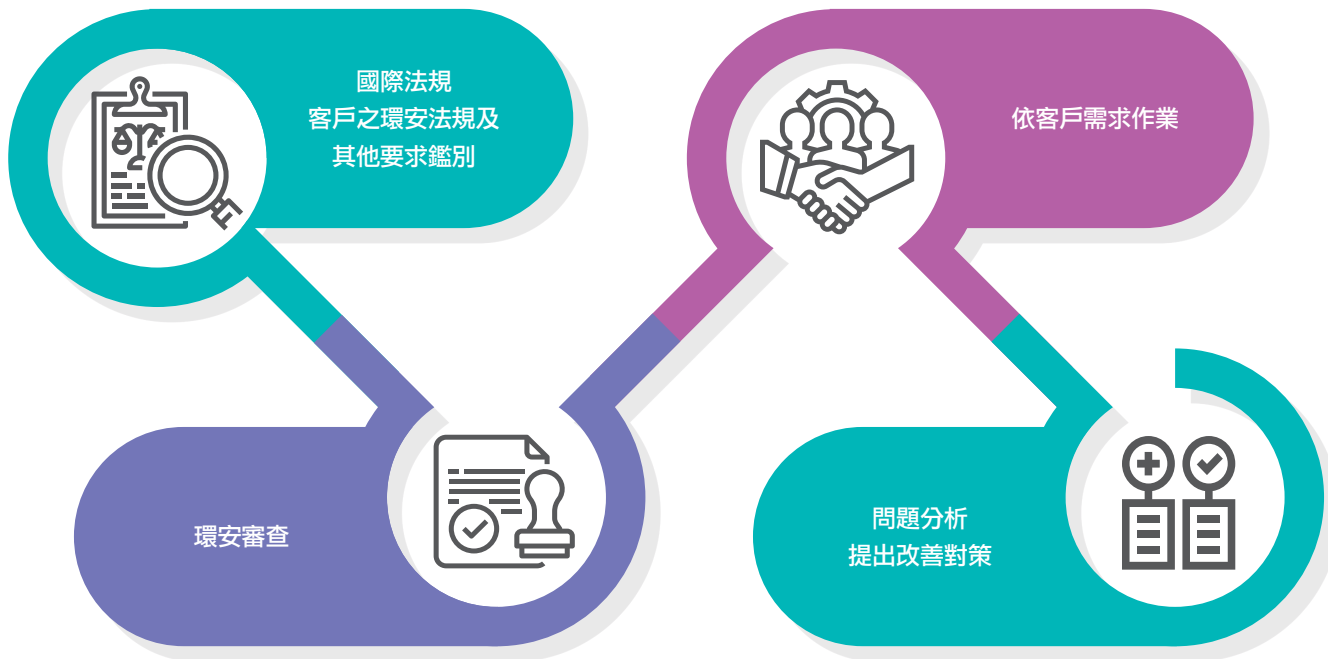 國際法規
客戶之環安法規及
其他要求鑑別
環安審查
依客戶需求作業
問題分析
提出改善對策